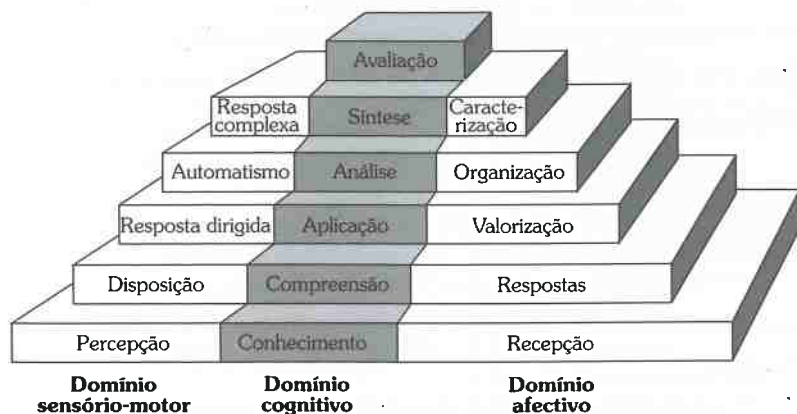 Avaliação
Resposta
complexa
Síntese
Caracte-
rização
Automatismo
Análise
Organização
Resposta dirigida
Aplicação
Valorização
Disposição
Compreensão
Respostas
Percepção
Conhecimento
Recepção
Domínio
sensório-motor
Domínio
cognitivo
Domínio
afectivo